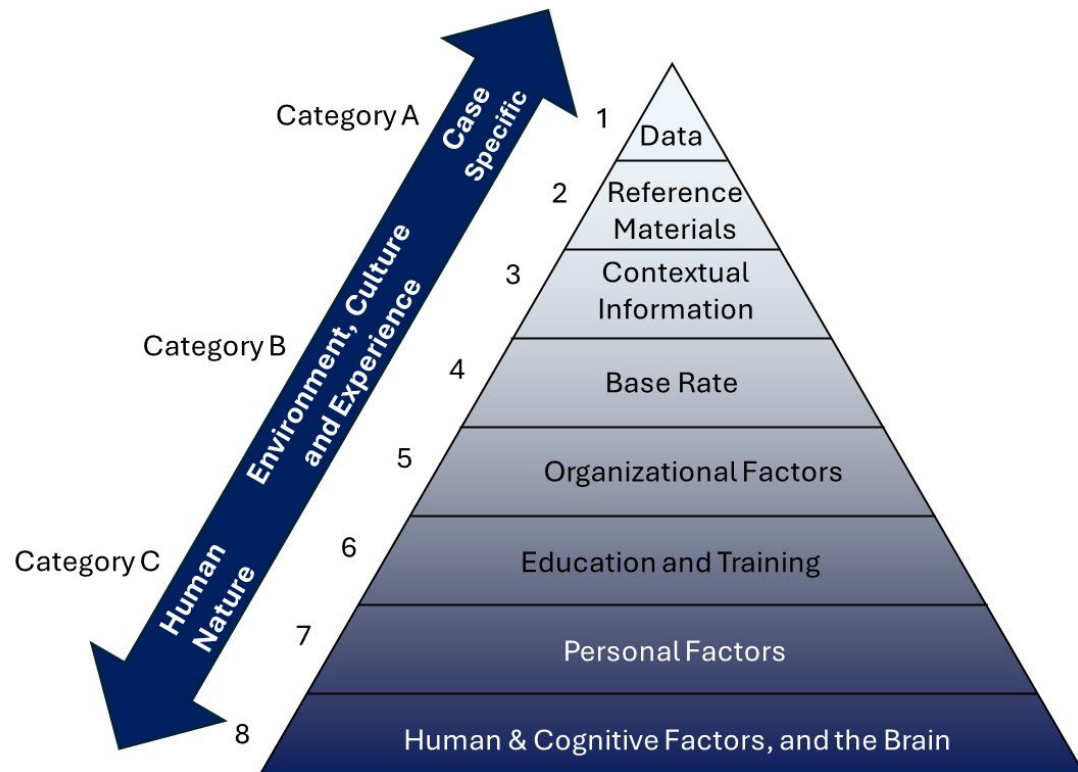 Category A
Case
Specific
Category B
Environment, Culture
and Experience
Category C
Human
Nature
1
Data
2
Reference
Materials
3
Contextual
Information
4
Base Rate
5
Organizational Factors
6
Education and Training
7
Personal Factors
8
Human & Cognitive Factors, and the Brain